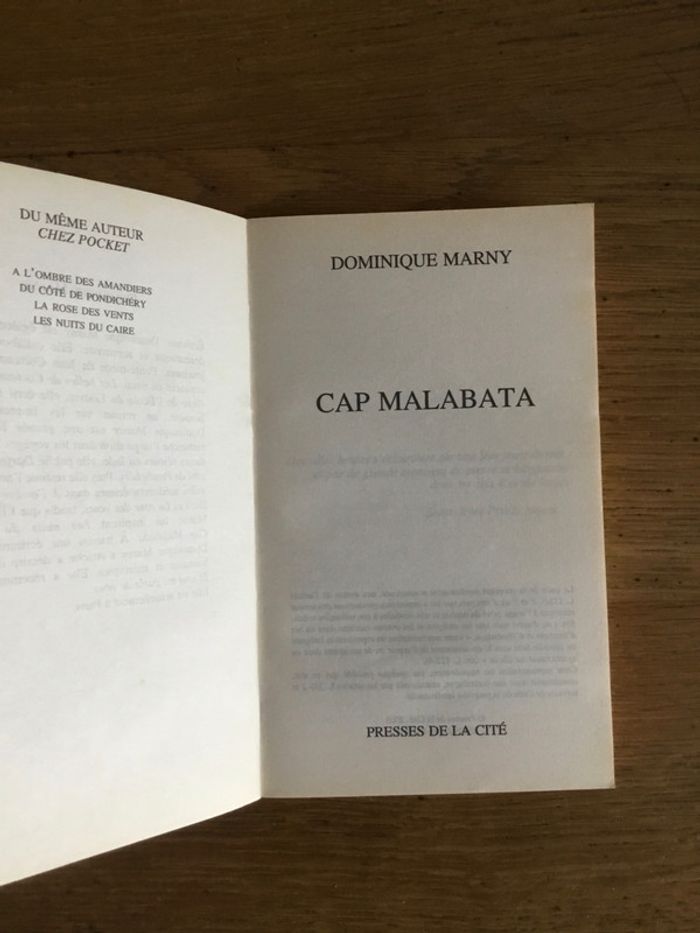 DU MÊME AUTEUR
CHEZ POCKET
A L'OMBRE DES AMANDIERS
DU CÔTÉ DE PONDICHÉRY
LA ROSE DES VENTS
LES NUITS DU CAIRE
DOMINIQUE MARNY
CAP MALABATA
PRESSES DE LA CITÉ